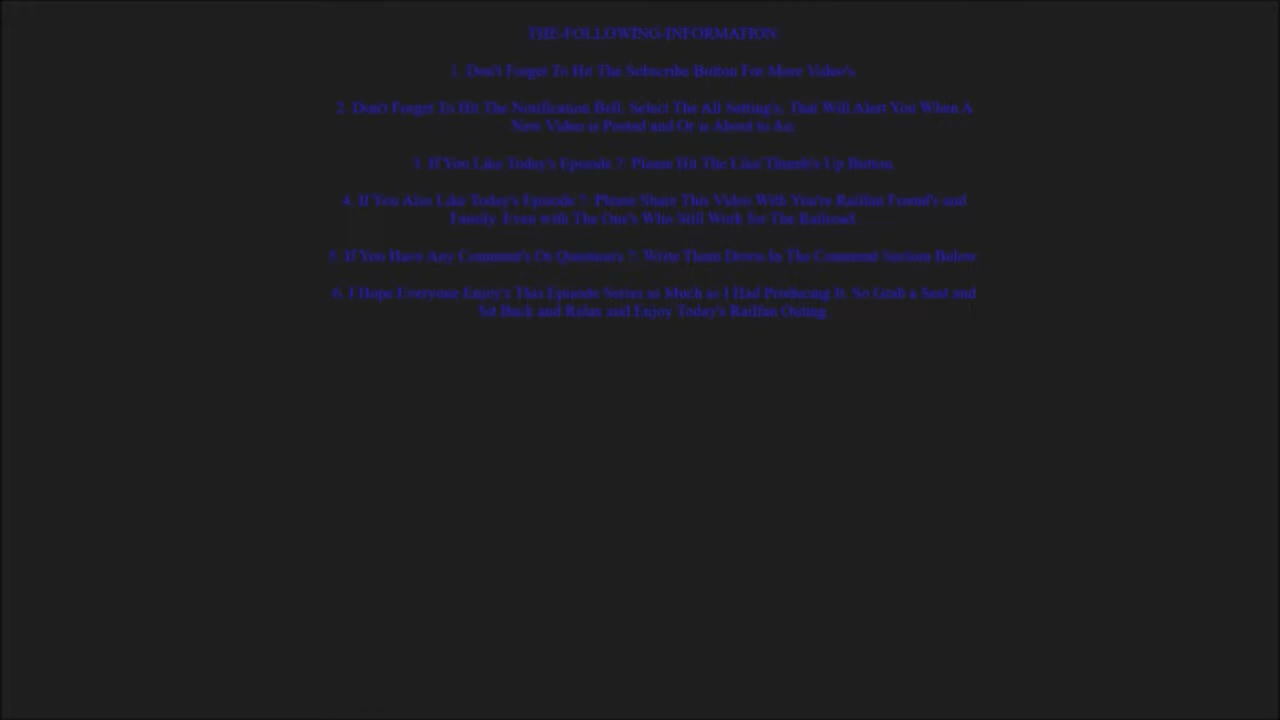 THE-FOLLOWING-INFORMATION
1. Don't Forget To Hit The Subscribe Button For More Video's
2. Don't Forget To Hit The Notification Bell. Select The All Setting's. That Will Alert You When A
New Video is Posted and Or is About to Air.
3. If You Like Today's Episode ?. Please Hit The Like Thumb's Up Button.
4. If You Also Like Today's Episode ?. Please Share This Video With You're Railfan Friend's and
Family. Even with The One's Who Still Work for The Railroad.
5. If You Have Any Comment's Or Question's ?. Write Them Down In The Comment Section Below
6. I Hope Everyone Enjoy's This Episode Series as Much as I Had Producing It. So Grab a Seat and
Sit Back and Relax and Enjoy Today's Railfan Outing.